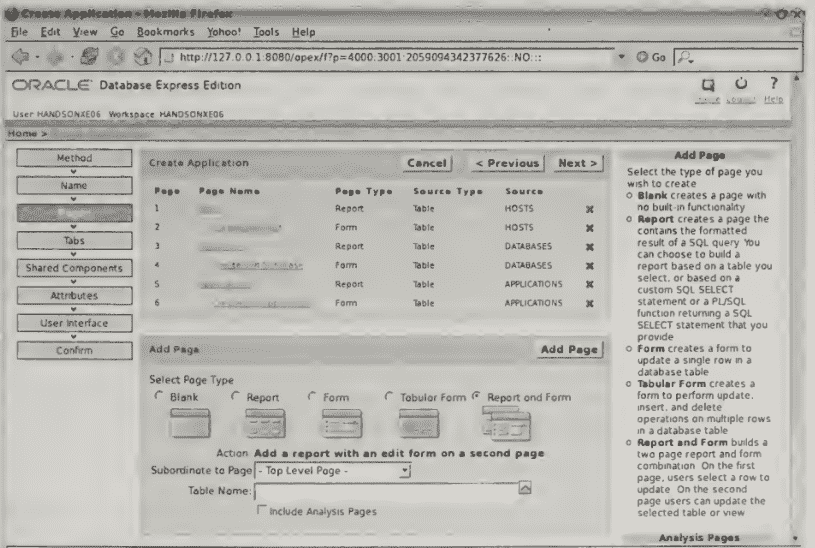 Create Application - Mozilla Firefox
File Edit View Go Bookmarks Yahoo! Tools Help
http://127.0.0.1:8080/apex/f?p=4000:3001:2059094342377626::NO:::
Go
ORACLE Database Express Edition
Help
User HANDSONXE06 Workspace HANDSONXE06
Home >
Method
Name
Tabs
Shared Components
Attributes
User Interface
Confirm
Create Application
Cancel
< Previous
Next >
Page Page Name Page Type Source Type Source
1 Report Table HOSTS
2 Form Table HOSTS
3 Report Table DATABASES
4 Form Table DATABASES
5 Report Table APPLICATIONS
6 Form Table APPLICATIONS
Add Page
Add Page
Select Page Type
Blank Report Form Tabular Form Report and Form
Action Add a report with an edit form on a second page
Subordinate to Page - Top Level Page -
Table Name:
Include Analysis Pages
Add Page
Select the type of page you
wish to create
Blank creates a page with
no built-in functionality
Report creates a page the
contains the formatted
result of a SQL query You
can choose to build a
report based on a table you
select, or based on a
custom SQL SELECT
statement or a PL/SQL
function returning a SQL
SELECT statement that you
provide
Form creates a form to
update a single row in a
database table
Tabular Form creates a
form to perform update,
insert, and delete
operations on multiple rows
in a database table
Report and Form builds a
two page report and form
combination On the first
page, users select a row to
update On the second
page users can update the
selected table or view
Analysis Pages